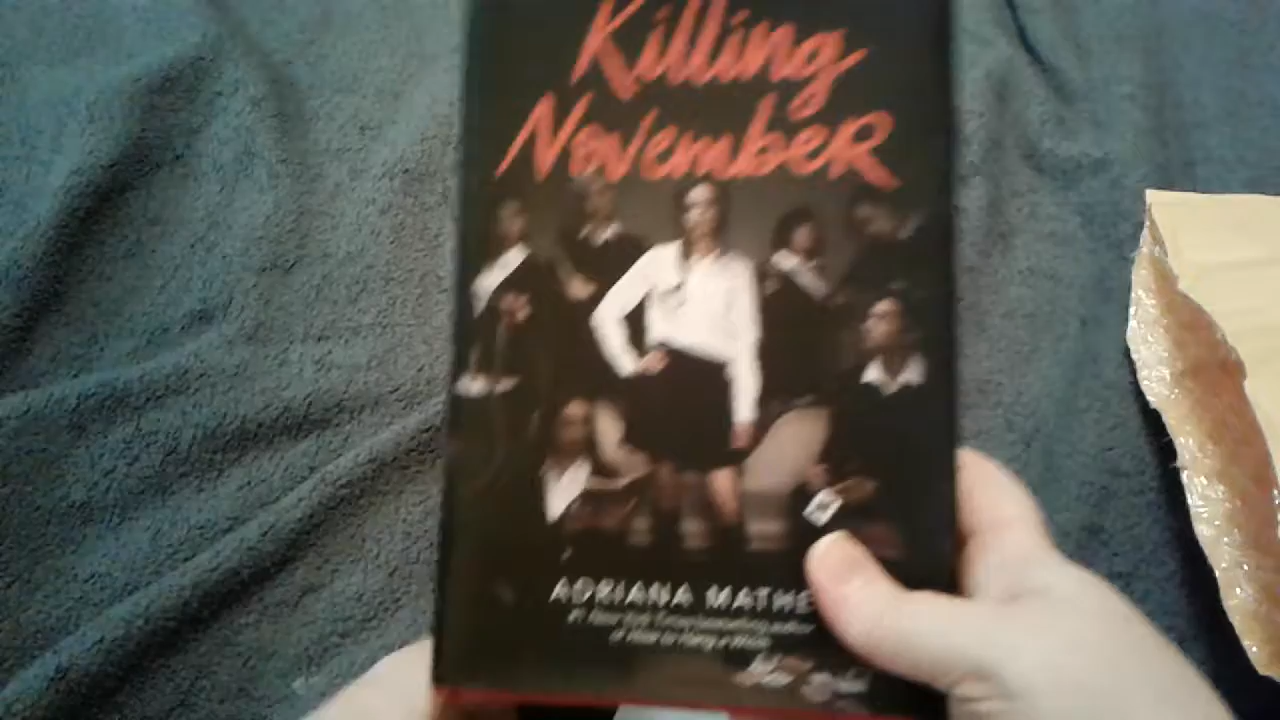 Killing
November
ADRIANA MATHE
#1 New York Times bestselling author
of How to Hang a Witch